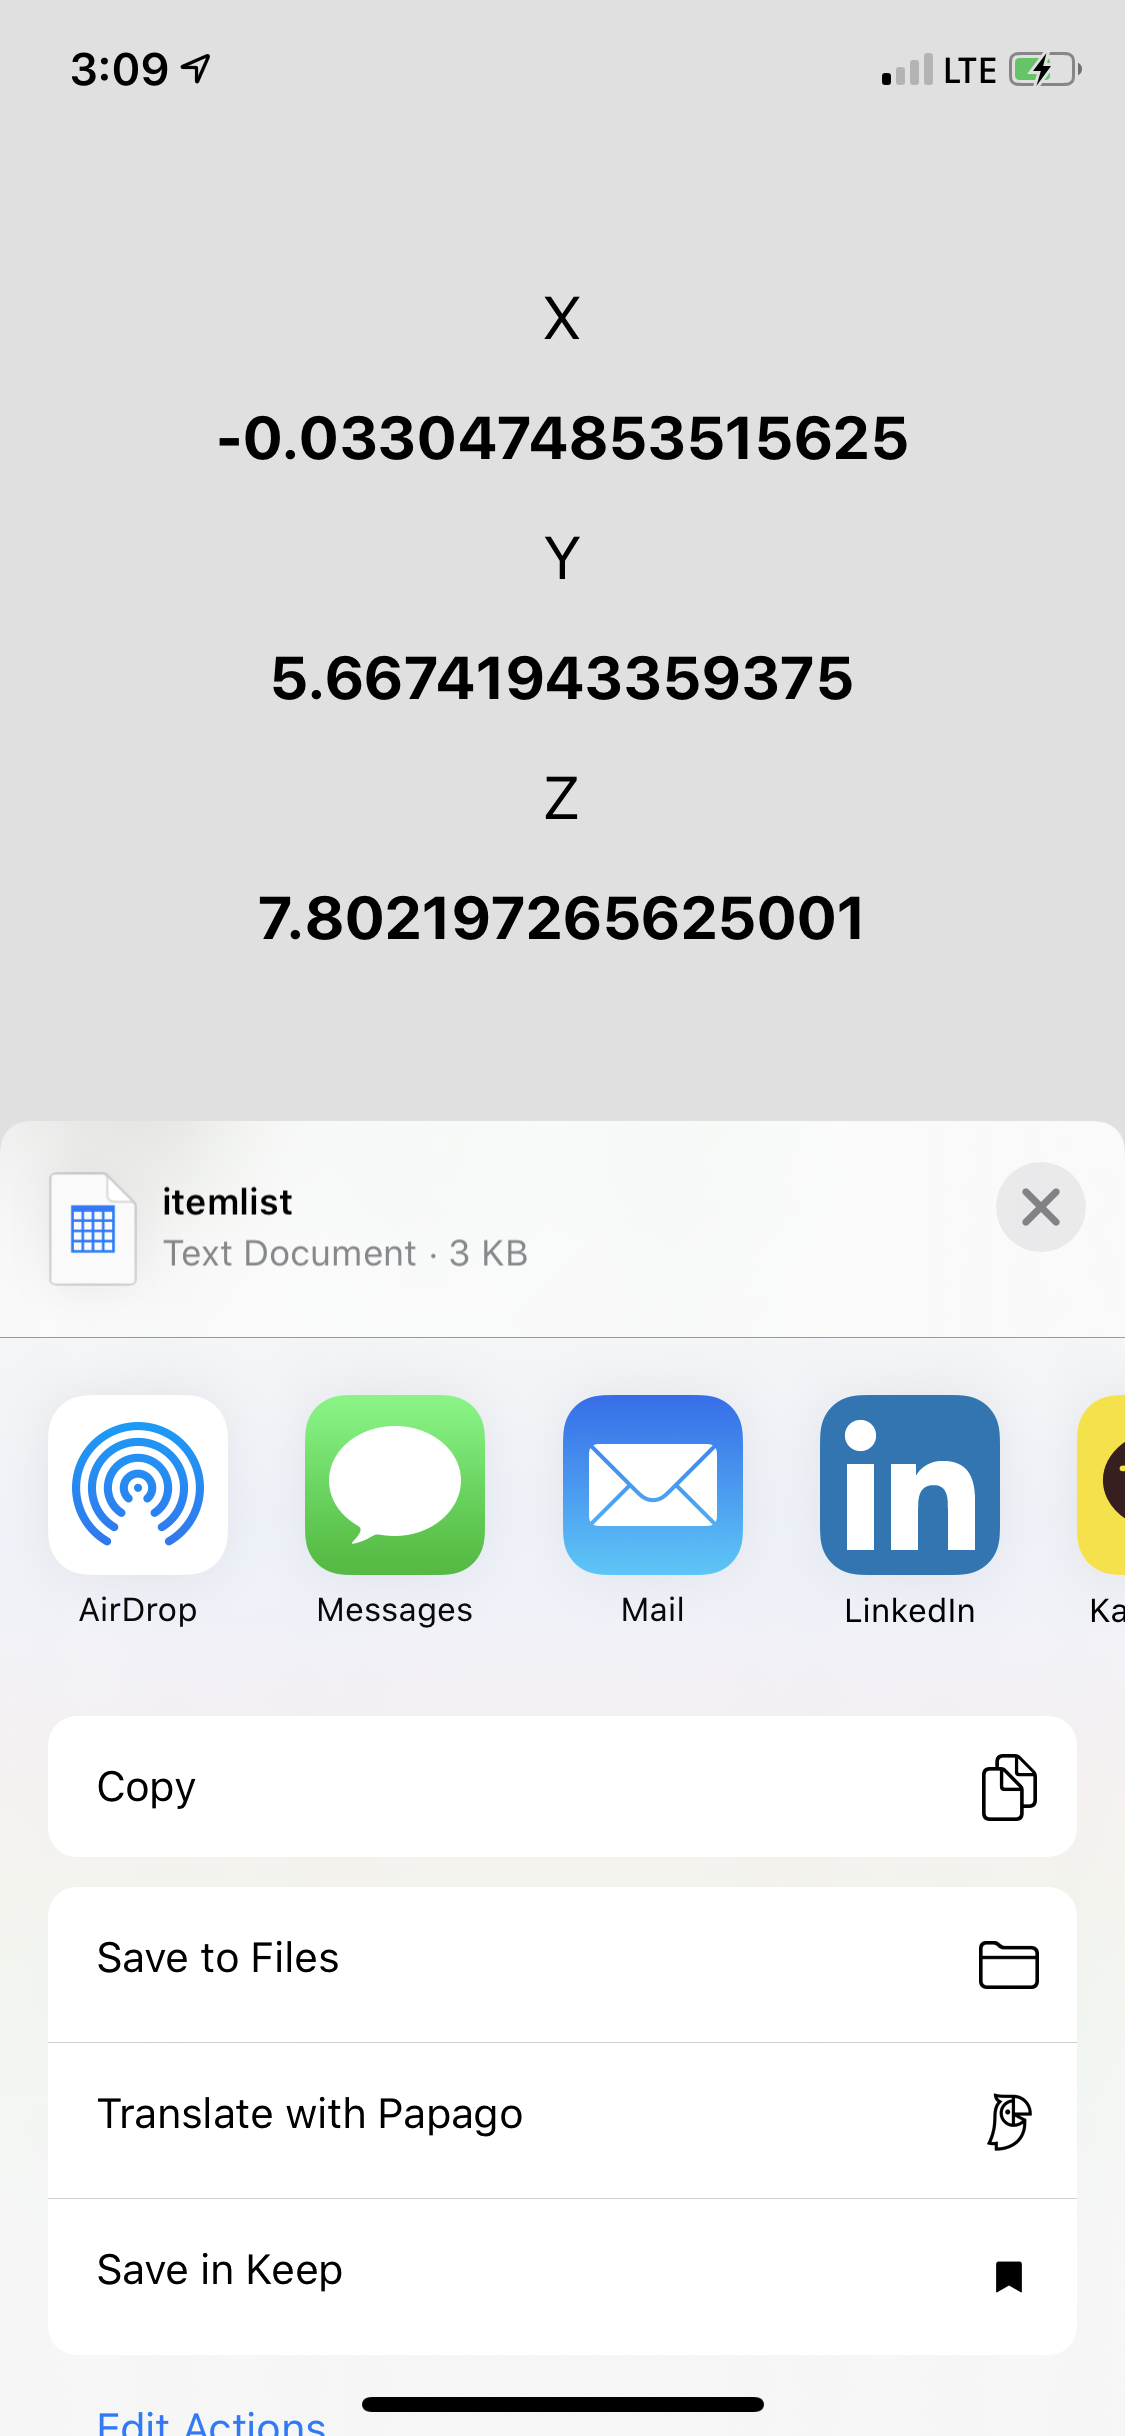 3:09 LTE
X
-0.0330474853515625
Y
5.66741943359375
Z
7.802197265625001
itemlist
Text Document · 3 KB
AirDrop Messages Mail LinkedIn Ka
Copy
Save to Files
Translate with Papago
Save in Keep
Edit Actions